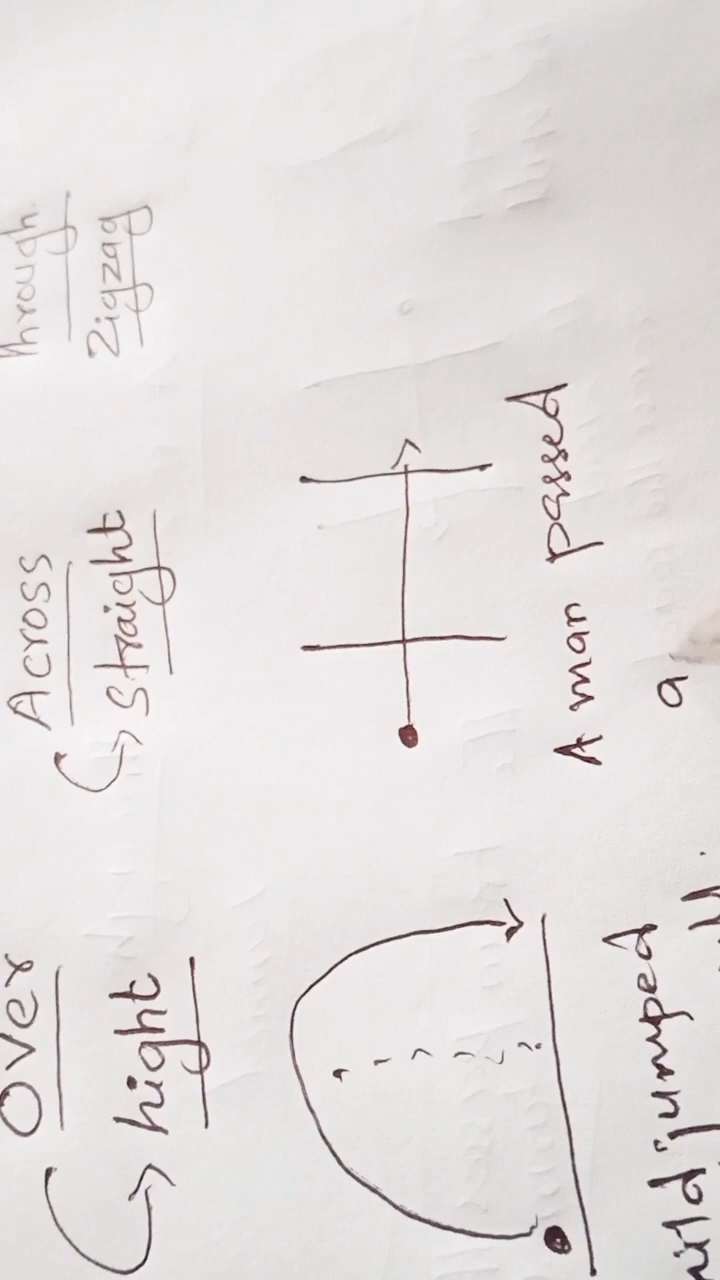 Over
hight
Across
Straight
through
Zigzag
jumped
A man passed
a